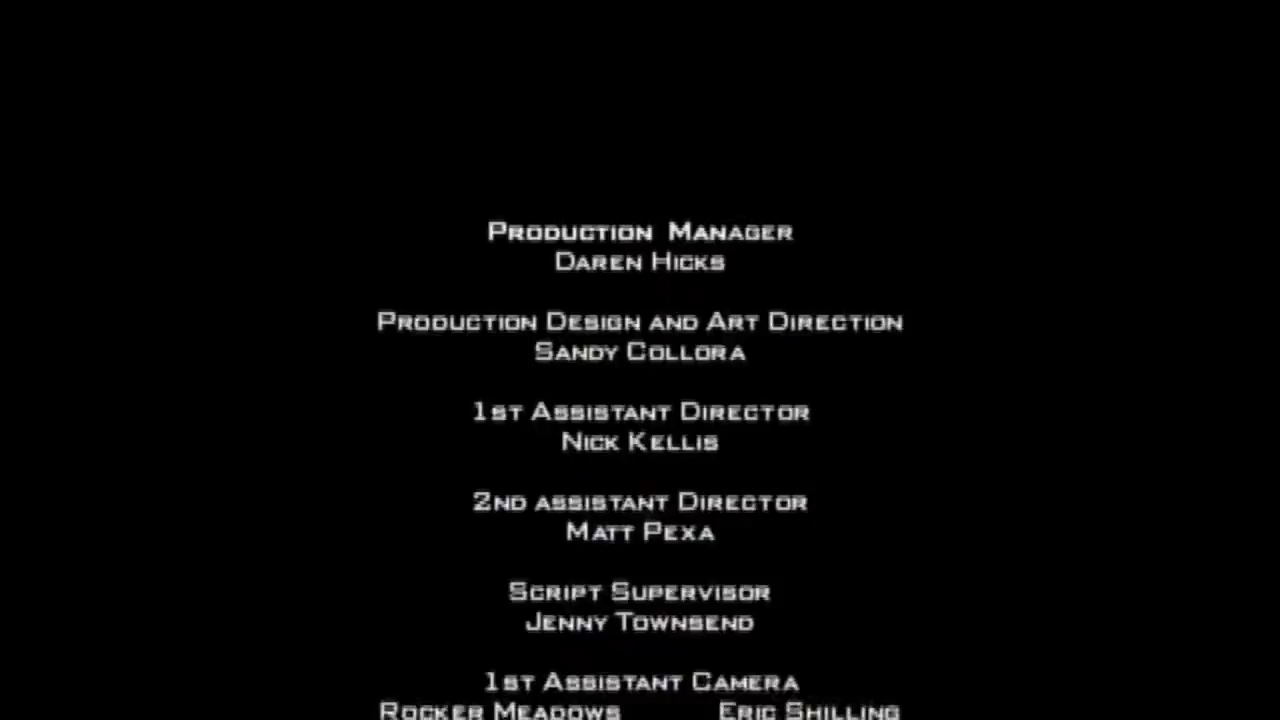 Production Manager
Daren Hicks
Production Design and Art Direction
Sandy Collora
1st Assistant Director
Nick Kellis
2nd assistant Director
Matt Pexa
Script Supervisor
Jenny Townsend
1st Assistant Camera
Rocker Meadows Eric Shilling